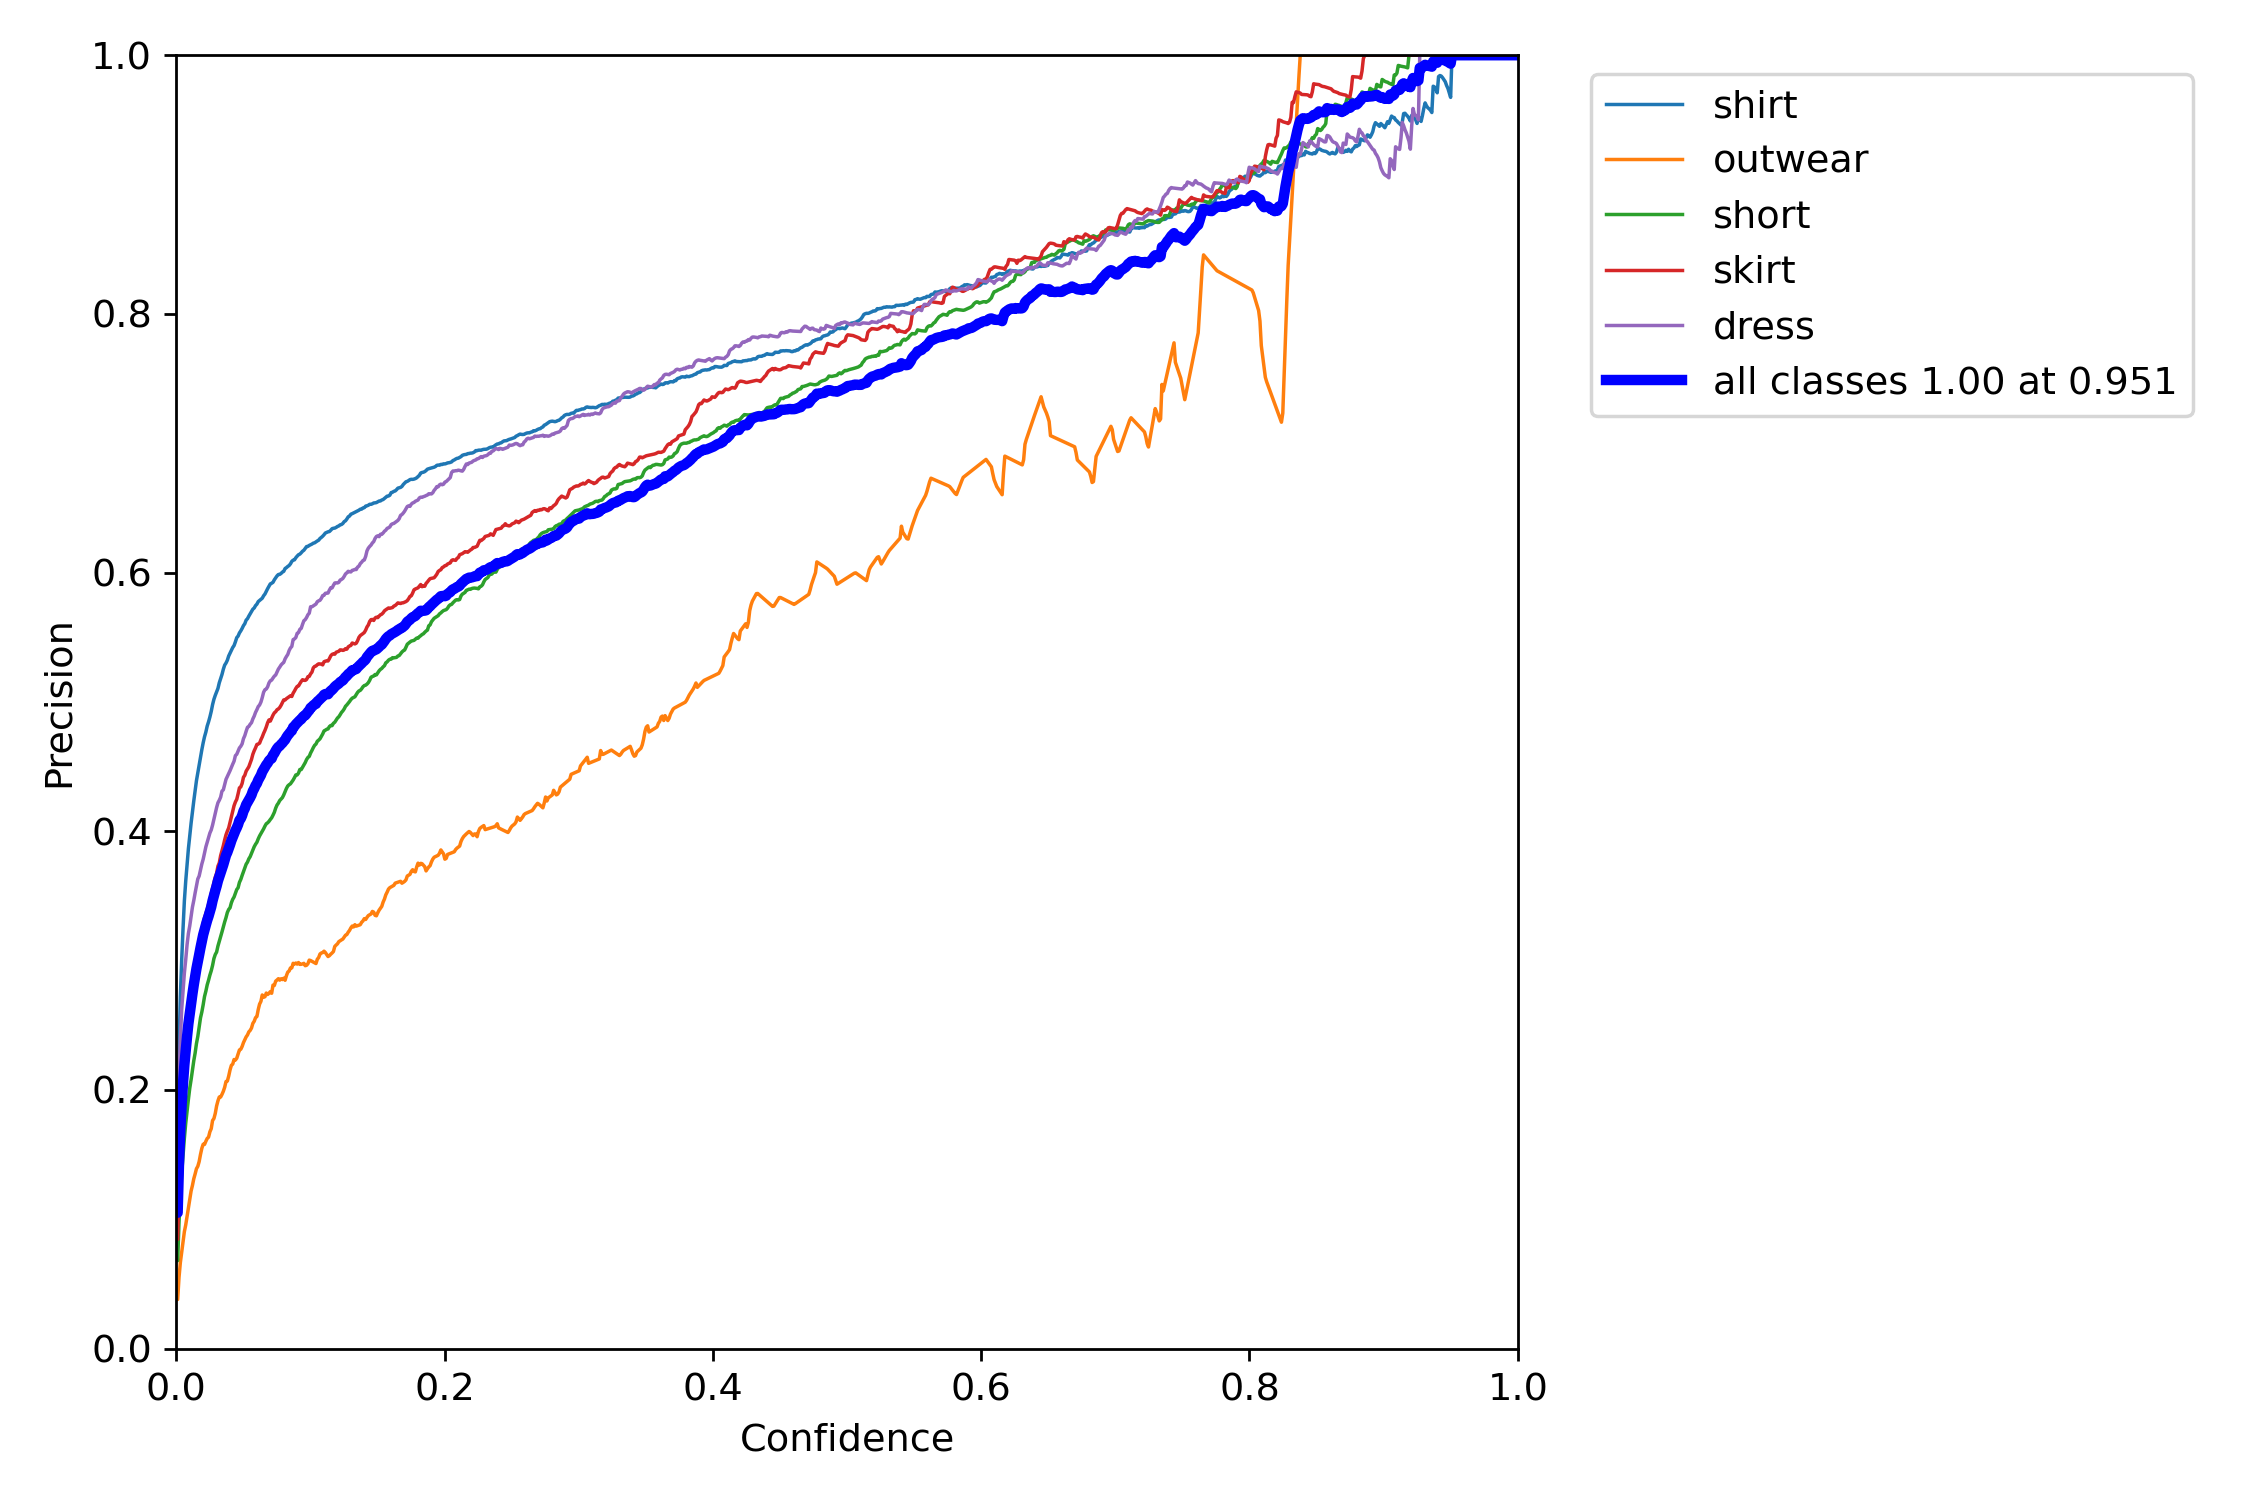 1.0
0.8
0.6
0.4
0.2
0.0
Precision
0.0 0.2 0.4 0.6 0.8 1.0
Confidence
shirt
outwear
short
skirt
dress
all classes 1.00 at 0.951